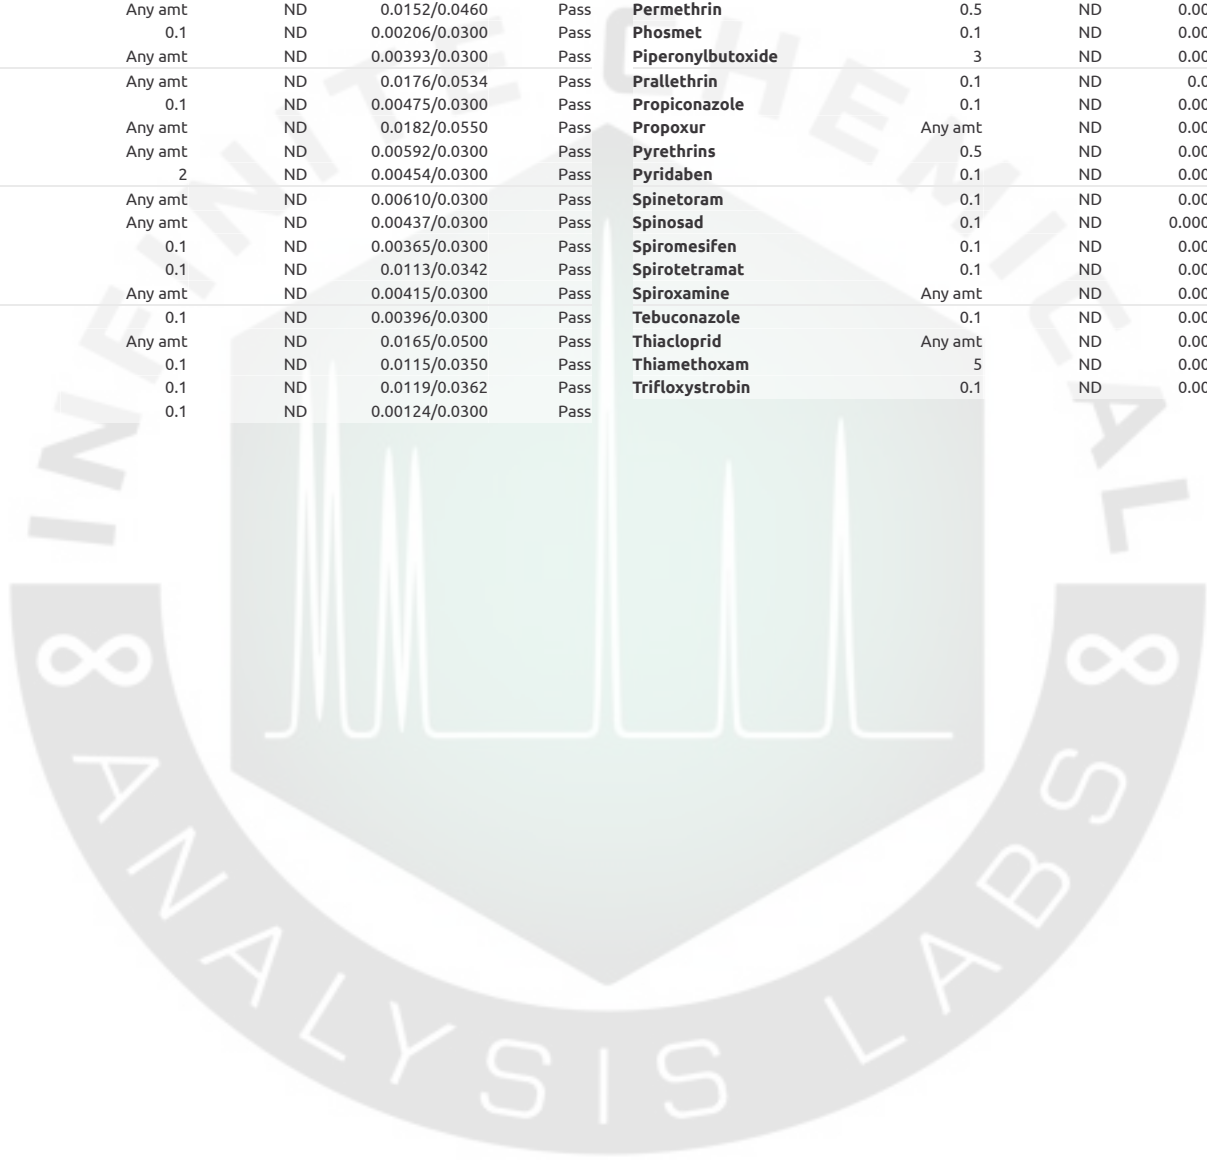 Any amt ND 0.0152/0.0460 Pass Permethrin 0.5 ND 0.00
0.1 ND 0.00206/0.0300 Pass Phosmet 0.1 ND 0.00
Any amt ND 0.00393/0.0300 Pass Piperonylbutoxide 3 ND 0.00
Any amt ND 0.0176/0.0534 Pass Prallethrin 0.1 ND 0.0
0.1 ND 0.00475/0.0300 Pass Propiconazole 0.1 ND 0.00
Any amt ND 0.0182/0.0550 Pass Propoxur Any amt ND 0.00
Any amt ND 0.00592/0.0300 Pass Pyrethrins 0.5 ND 0.00
2 ND 0.00454/0.0300 Pass Pyridaben 0.1 ND 0.00
Any amt ND 0.00610/0.0300 Pass Spinetoram 0.1 ND 0.00
Any amt ND 0.00437/0.0300 Pass Spinosad 0.1 ND 0.000
0.1 ND 0.00365/0.0300 Pass Spiromesifen 0.1 ND 0.00
0.1 ND 0.0113/0.0342 Pass Spirotetramat 0.1 ND 0.00
Any amt ND 0.00415/0.0300 Pass Spiroxamine Any amt ND 0.00
0.1 ND 0.00396/0.0300 Pass Tebuconazole 0.1 ND 0.00
Any amt ND 0.0165/0.0500 Pass Thiacloprid Any amt ND 0.00
0.1 ND 0.0115/0.0350 Pass Thiamethoxam 5 ND 0.00
0.1 ND 0.0119/0.0362 Pass Trifloxystrobin 0.1 ND 0.00
0.1 ND 0.00124/0.0300 Pass
INFINITE CHEMICAL
∞ ANALYSIS LABS ∞